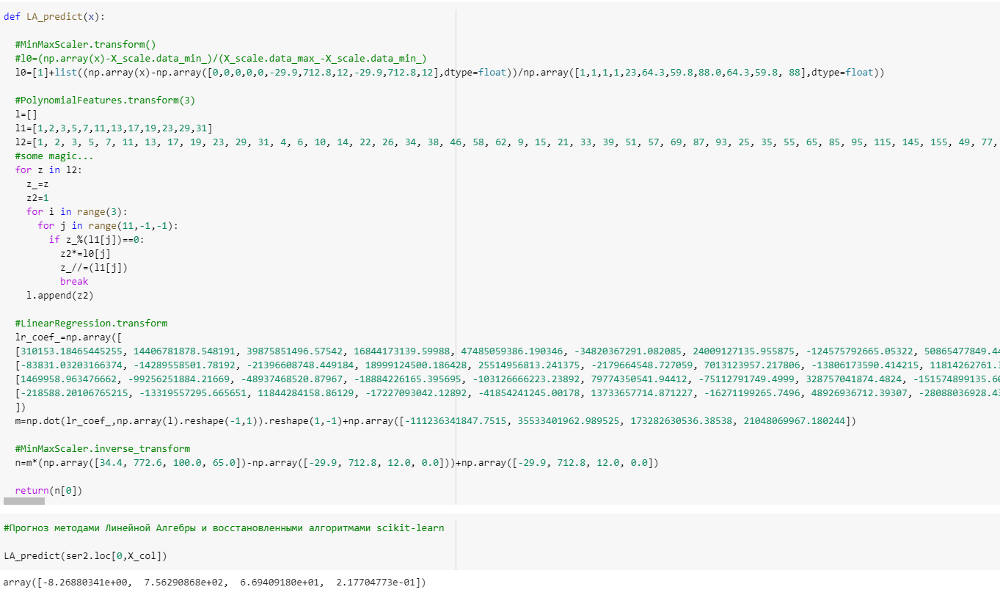 def LA_predict(x):
#MinMaxScaler.transform()
#l0=(np.array(x)-X_scale.data_min_)/(X_scale.data_max_-X_scale.data_min_)
l0=[1]+list((np.array(x)-np.array([0,0,0,0,0,-29.9,712.8,12,-29.9,712.8,12],dtype=float))/np.array([1,1,1,1,23,64.3,59.8,88.0,64.3,59.8, 88],dtype=float))
#PolynomialFeatures.transform(3)
l=[]
l1=[1,2,3,5,7,11,13,17,19,23,29,31]
l2=[1, 2, 3, 5, 7, 11, 13, 17, 19, 23, 29, 31, 4, 6, 10, 14, 22, 26, 34, 38, 46, 58, 62, 9, 15, 21, 33, 39, 51, 57, 69, 87, 93, 25, 35, 55, 65, 85, 95, 115, 145, 155, 49, 77,
#some magic...
for z in l2:
z_=z
z2=1
for i in range(3):
for j in range(11,-1,-1):
if z_%(l1[j])==0:
z2*=l0[j]
z_//=(l1[j])
break
l.append(z2)
#LinearRegression.transform
lr_coef_=np.array([
[310153.18465445255, 14406781878.548191, 39875851496.57542, 16844173139.59988, 47485059386.190346, -34820367291.082085, 24009127135.955875, -124575792665.05322, 50865477849.44
[-83831.03203166374, -14289558501.78192, -21396608748.449184, 18999124500.186428, 25514956813.241375, -2179664548.727059, 7013123957.217806, -13806173590.414215, 11814262761.3
[1469958.963476662, -99256251884.21669, -48937468520.87967, -18884226165.395695, -103126666223.23892, 79774350541.94412, -75112791749.4999, 328757041874.4824, -151574899135.60
[-218588.20106765215, -13319557295.665651, 11844284158.86129, -17227093042.12892, -41854241245.00178, 13733657714.871227, -16271199265.7496, 48926936712.39307, -28088036928.43
])
m=np.dot(lr_coef_,np.array(l).reshape(-1,1)).reshape(1,-1)+np.array([-111236341847.7515, 35533401962.989525, 173282630536.38538, 21048069967.180244])
#MinMaxScaler.inverse_transform
n=m*(np.array([34.4, 772.6, 100.0, 65.0])-np.array([-29.9, 712.8, 12.0, 0.0]))+np.array([-29.9, 712.8, 12.0, 0.0])
return(n[0])
#Прогноз методами Линейной Алгебры и восстановленными алгоритмами scikit-learn
LA_predict(ser2.loc[0,X_col])
array([-8.26880341e+00, 7.56290868e+02, 6.69409180e+01, 2.17704773e-01])